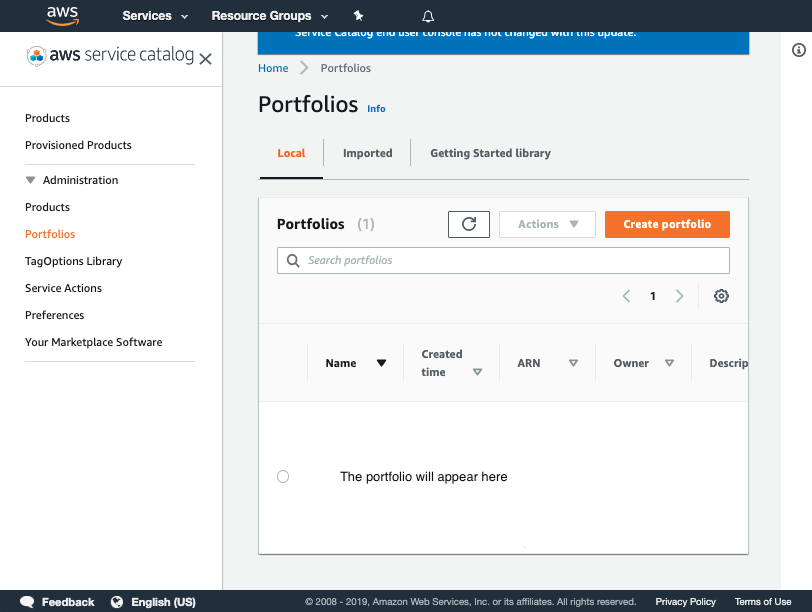 aws
Services
Resource Groups
aws service catalog
Service Catalog end user console has not changed with this update.
Home
Portfolios
Portfolios Info
Products
Provisioned Products
Administration
Products
Portfolios
TagOptions Library
Service Actions
Preferences
Your Marketplace Software
Local
Imported
Getting Started library
Portfolios (1)
Actions
Create portfolio
Search portfolios
1
Name
Created
time
ARN
Owner
Descrip
The portfolio will appear here
Feedback
English (US)
© 2008 - 2019, Amazon Web Services, Inc. or its affiliates. All rights reserved.
Privacy Policy
Terms of Use